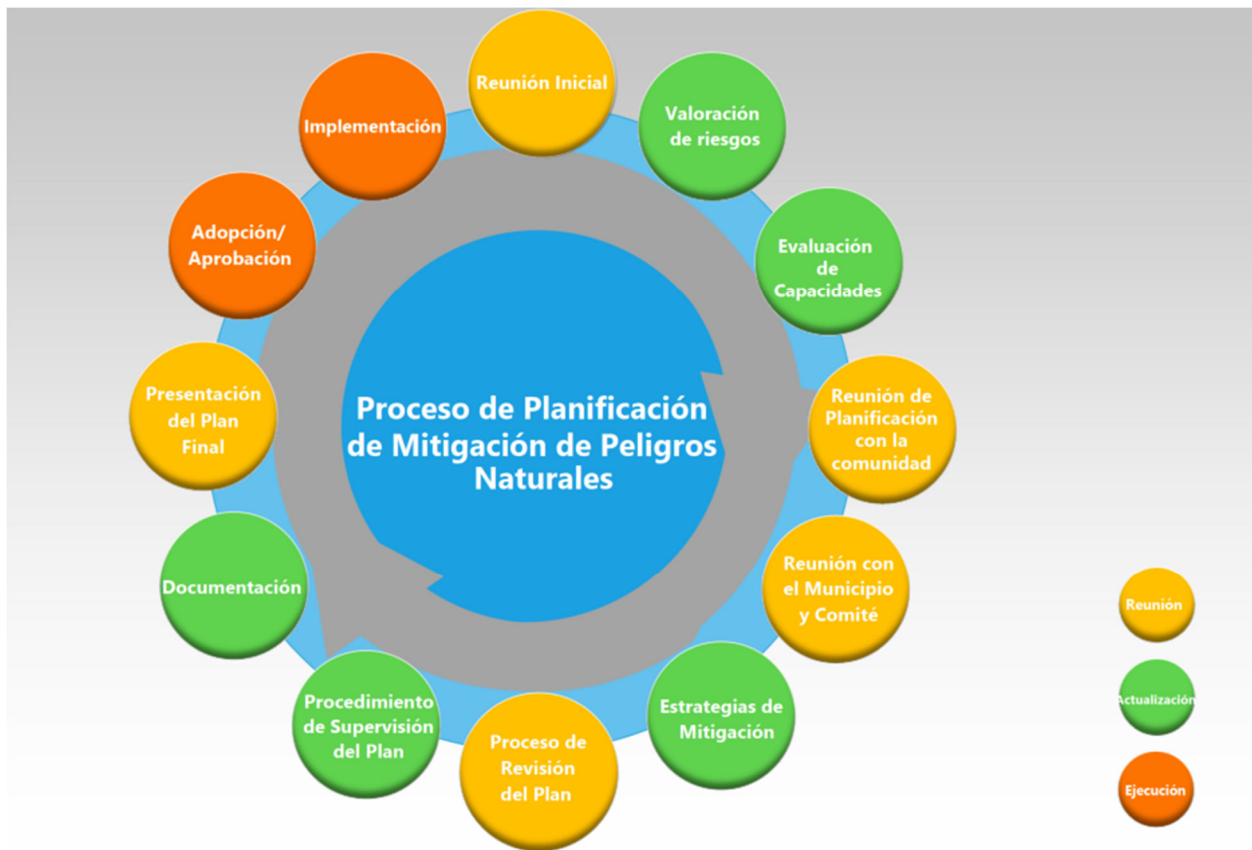 Reunión Inicial
Valoración
de riesgos
Evaluación
de
Capacidades
Reunión de
Planificación
con la
comunidad
Reunión con
el Municipio
y Comité
Estrategias de
Mitigación
Proceso de
Revisión
del Plan
Procedimiento
de Supervisión
del Plan
Documentación
Presentación
del Plan
Final
Adopción/
Aprobación
Implementación
Proceso de Planificación
de Mitigación de Peligros
Naturales
Reunión
Actualización
Ejecución